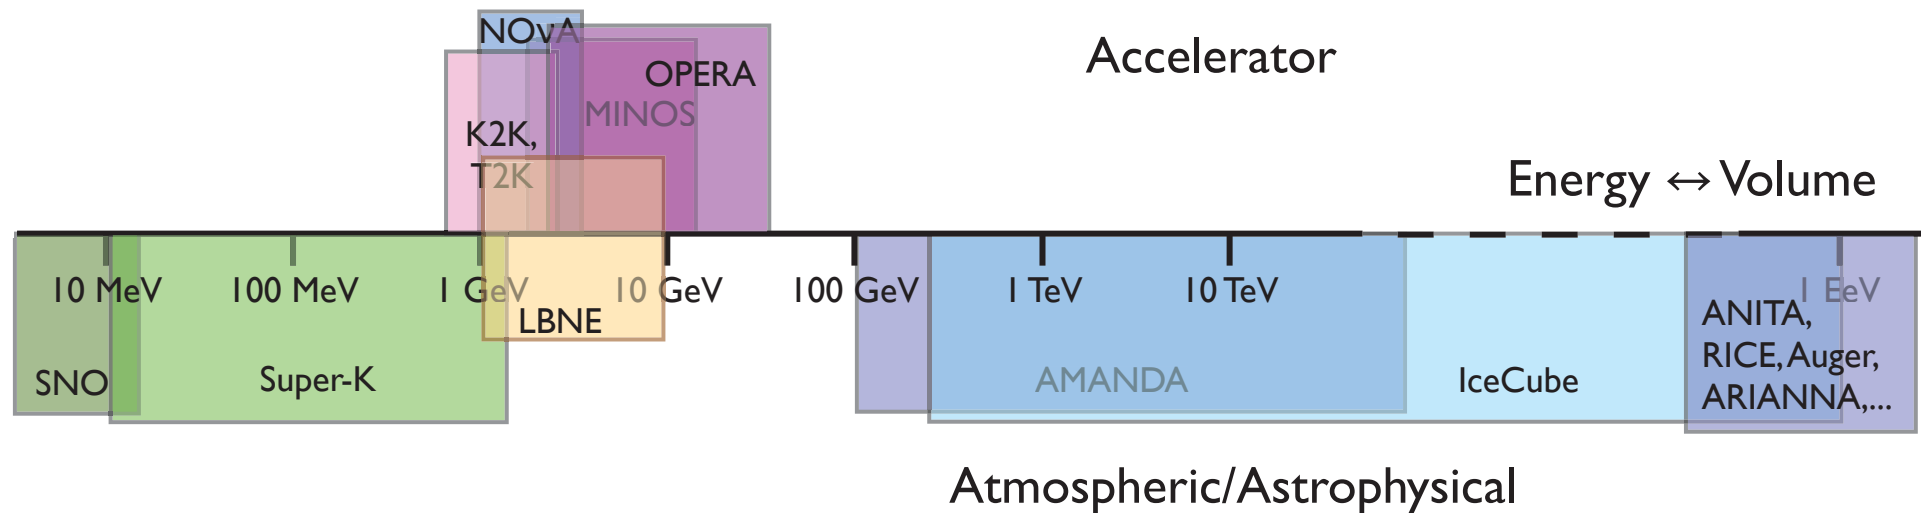 NOνA
Accelerator
OPERA
MINOS
K2K,
T2K
Energy ↔ Volume
10 MeV 100 MeV 1 GeV 10 GeV 100 GeV 1 TeV 10 TeV 1 EeV
LBNE
ANITA,
RICE, Auger,
ARIANNA,...
SNO Super-K AMANDA IceCube
Atmospheric/Astrophysical